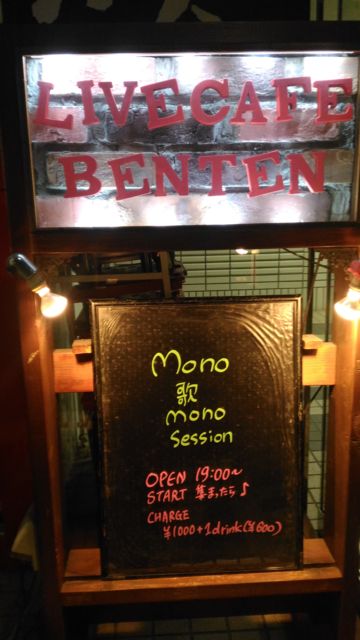 LIVECAFE
BENTEN
Mono
歌
mono
Session
OPEN 19:00~
START 集まったら♪
CHARGE
¥1000+1drink(¥600)